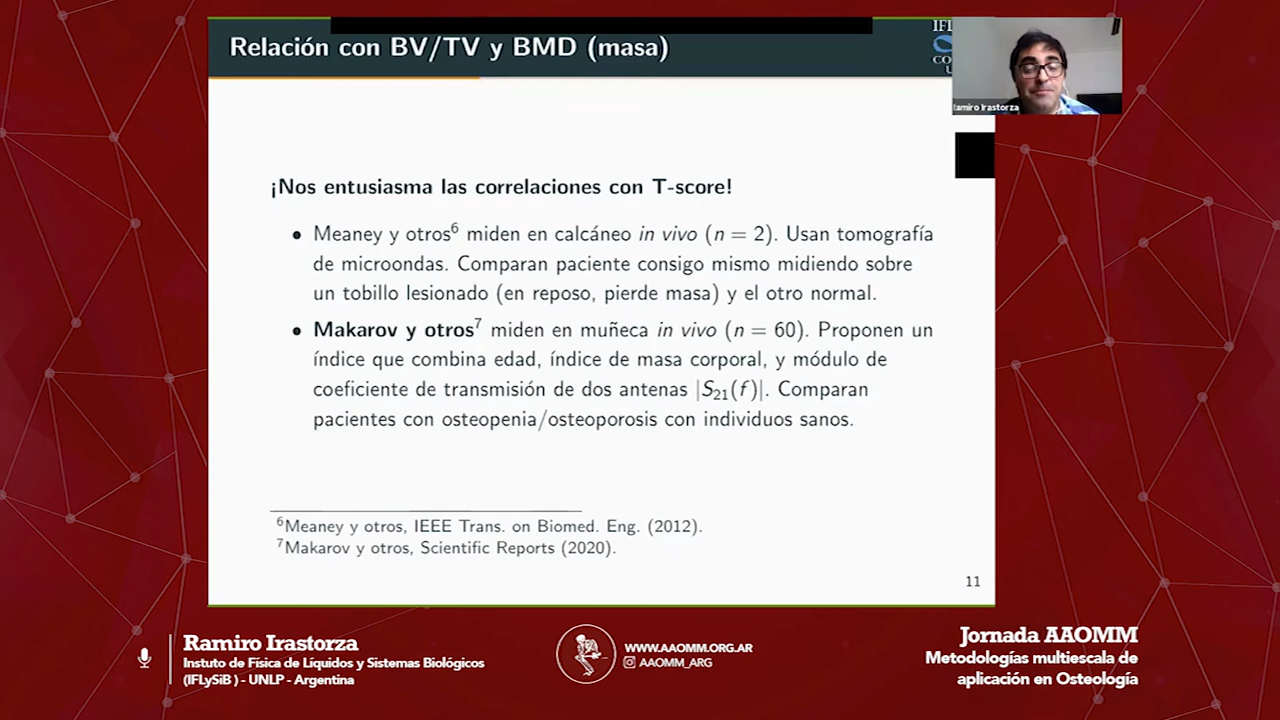 Relación con BV/TV y BMD (masa)
Ramiro Irastorza
¡Nos entusiasma las correlaciones con T-score!
• Meaney y otros⁶ miden en calcáneo in vivo (n = 2). Usan tomografía
de microondas. Comparan paciente consigo mismo midiendo sobre
un tobillo lesionado (en reposo, pierde masa) y el otro normal.
• Makarov y otros⁷ miden en muñeca in vivo (n = 60). Proponen un
índice que combina edad, índice de masa corporal, y módulo de
coeficiente de transmisión de dos antenas |S₂₁(f)|. Comparan
pacientes con osteopenia/osteoporosis con individuos sanos.
⁶Meaney y otros, IEEE Trans. on Biomed. Eng. (2012).
⁷Makarov y otros, Scientific Reports (2020).
11
Ramiro Irastorza
Instuto de Física de Líquidos y Sistemas Biológicos
(IFLySiB ) - UNLP - Argentina
WWW.AAOMM.ORG.AR
AAOMM_ARG
Jornada AAOMM
Metodologías multiescala de
aplicación en Osteología